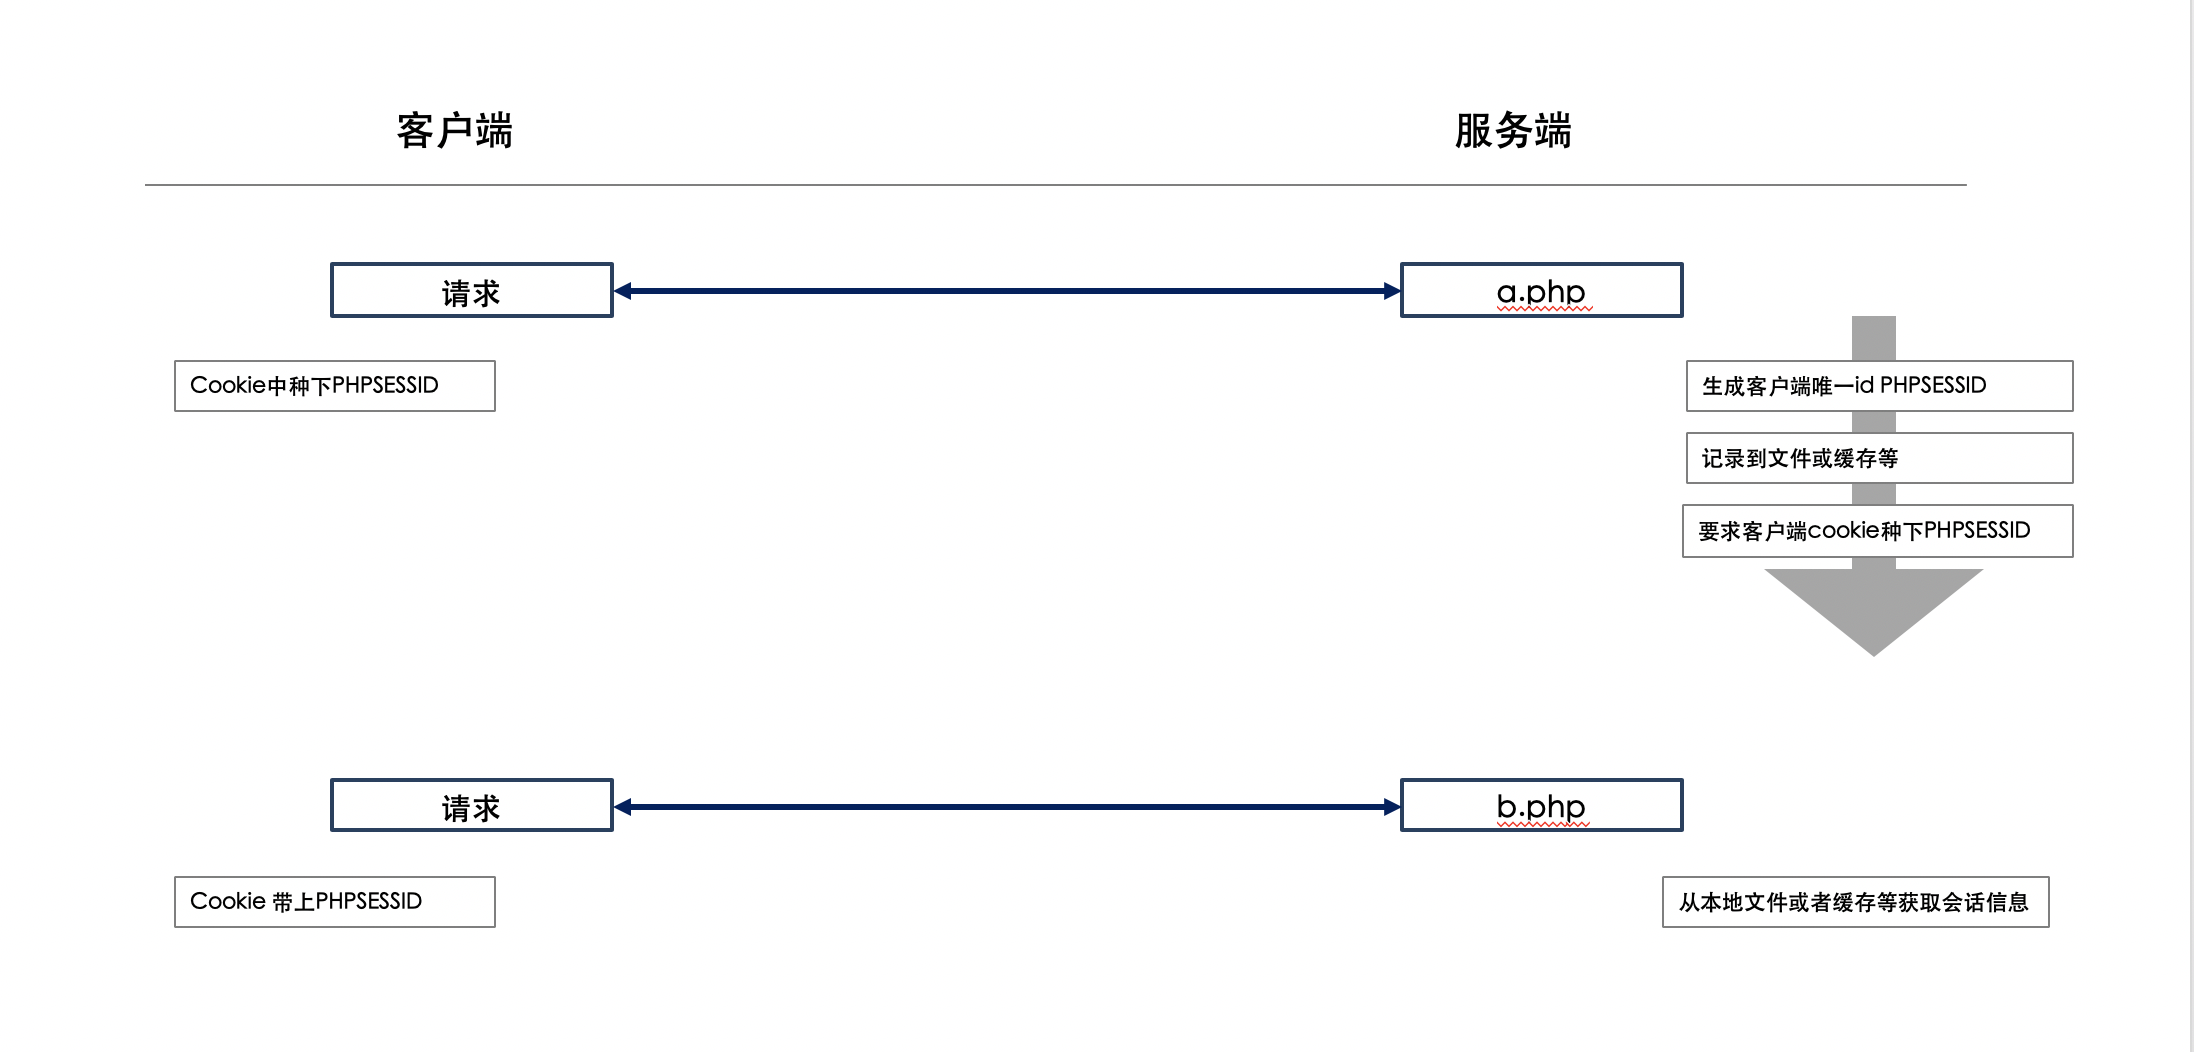 客户端
服务端
请求
a.php
Cookie中种下PHPSESSID
生成客户端唯一id PHPSESSID
记录到文件或缓存等
要求客户端cookie种下PHPSESSID
请求
b.php
Cookie 带上PHPSESSID
从本地文件或者缓存等获取会话信息